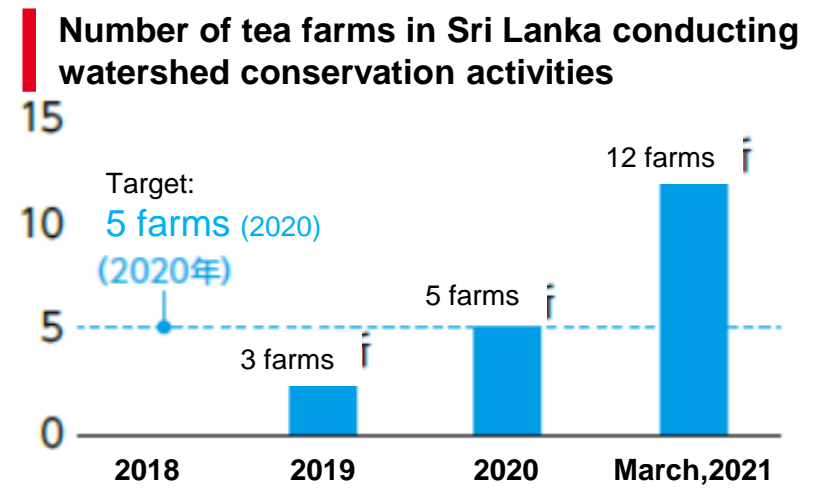 Number of tea farms in Sri Lanka conducting
watershed conservation activities
15
Target:
12 farms
10
5 farms (2020)
(2020年)
5 farms
5
3 farms
0
2018
2019
2020
March,2021